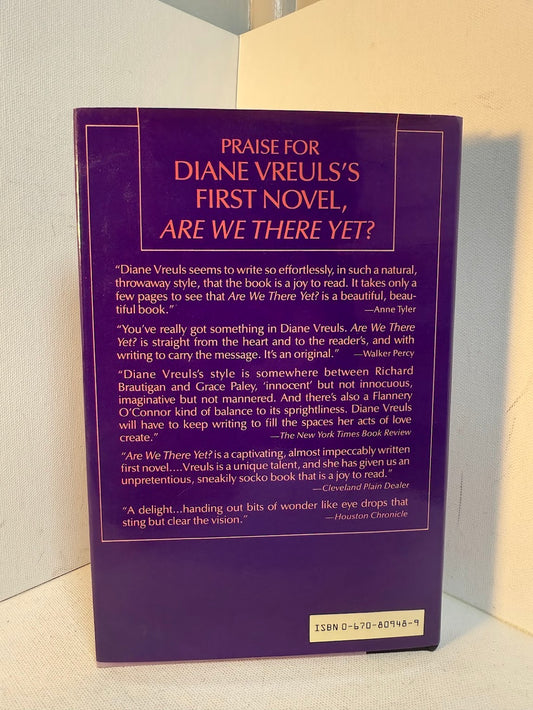 PRAISE FOR
DIANE VREULS'S
FIRST NOVEL,
ARE WE THERE YET?
"Diane Vreuls seems to write so effortlessly, in such a natural,
throwaway style, that the book is a joy to read. It takes only a
few pages to see that Are We There Yet? is a beautiful, beau-
tiful book." —Anne Tyler
"You've really got something in Diane Vreuls. Are We There
Yet? is straight from the heart and to the reader's, and with
writing to carry the message. It's an original." —Walker Percy
"Diane Vreuls's style is somewhere between Richard
Brautigan and Grace Paley, 'innocent' but not innocuous,
imaginative but not mannered. And there's also a Flannery
O'Connor kind of balance to its sprightliness. Diane Vreuls
will have to keep writing to fill the spaces her acts of love
create." —The New York Times Book Review
"Are We There Yet? is a captivating, almost impeccably written
first novel....Vreuls is a unique talent, and she has given us an
unpretentious, sneakily socko book that is a joy to read."
—Cleveland Plain Dealer
"A delight...handing out bits of wonder like eye drops that
sting but clear the vision." —Houston Chronicle
ISBN 0-670-80948-9